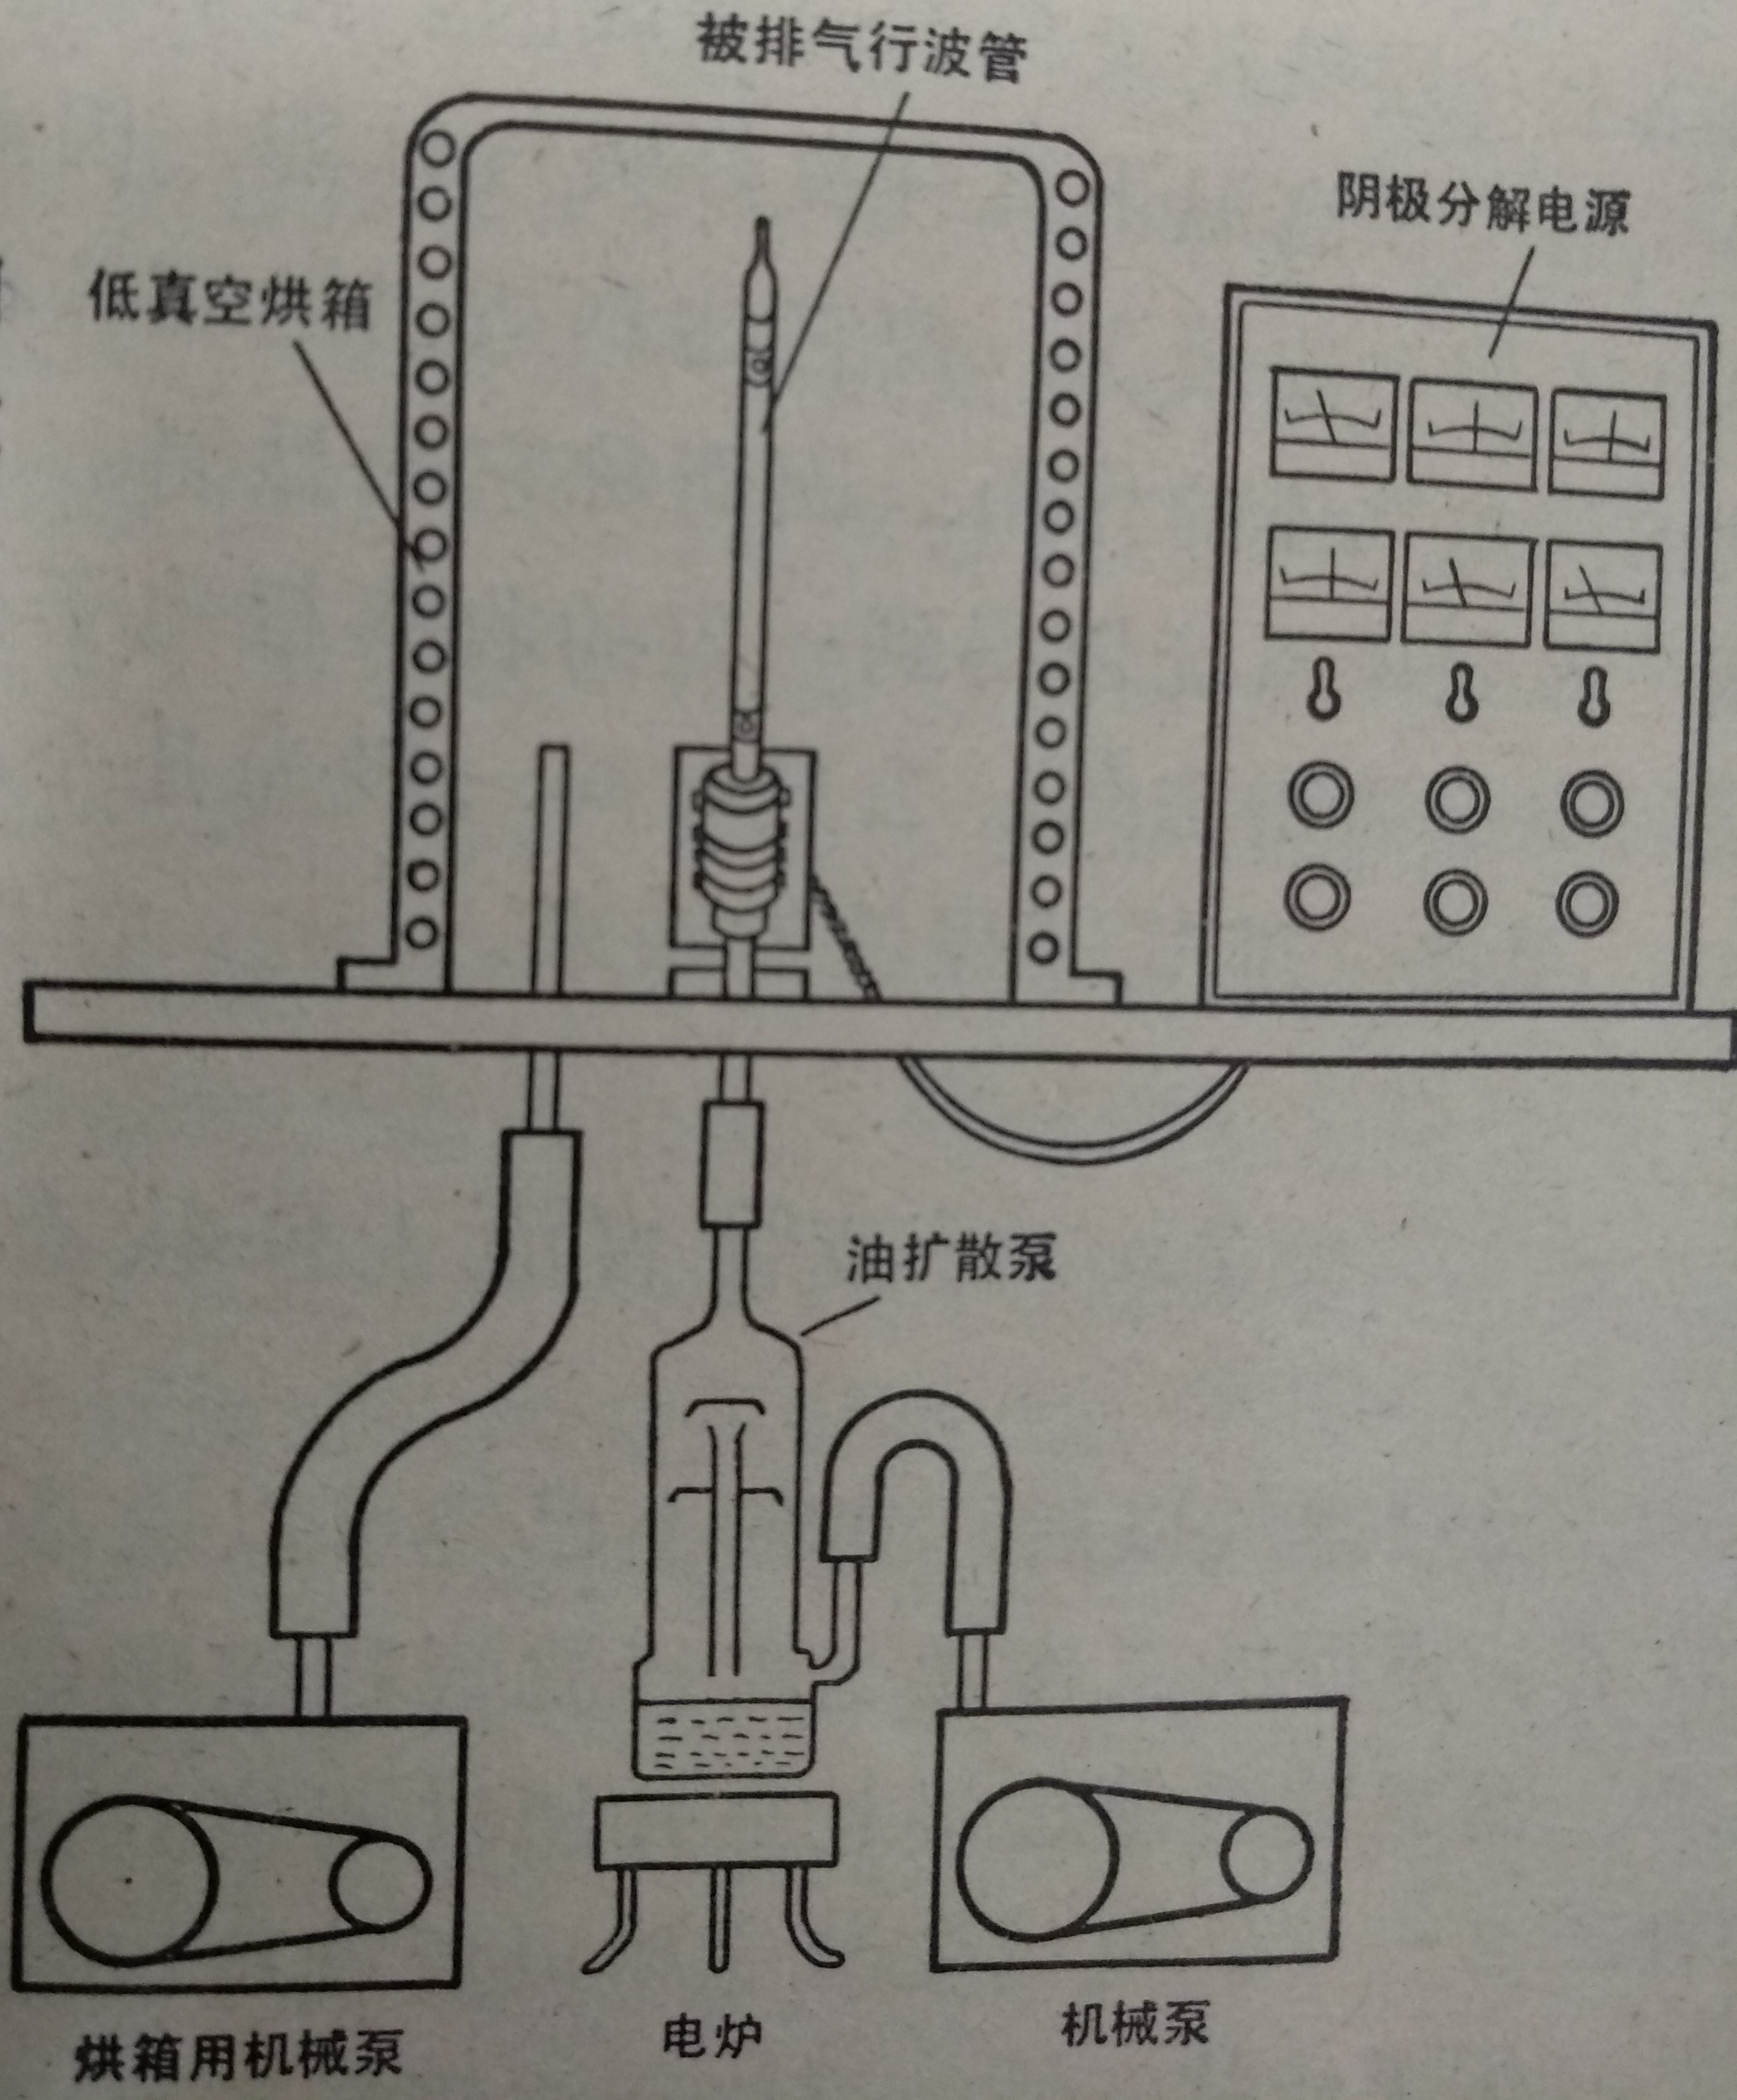 被排气行波管
阴极分解电源
低真空烘箱
油扩散泵
烘箱用机械泵
电炉
机械泵